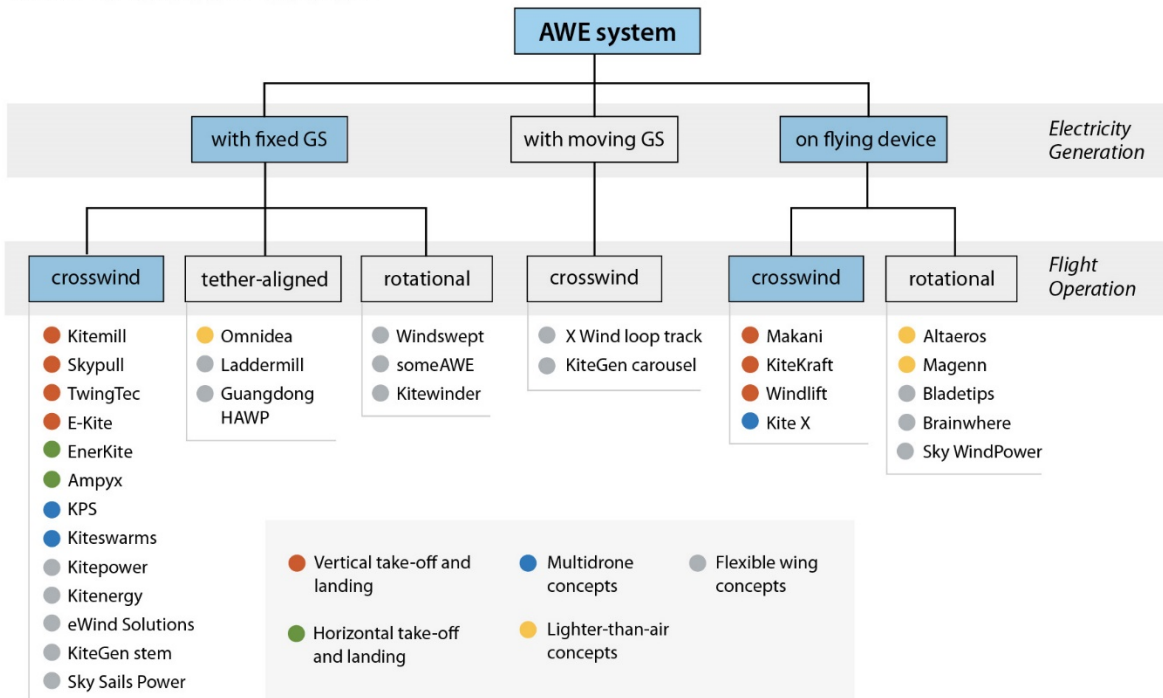 AWE system
with fixed GS
with moving GS
on flying device
Electricity
Generation
crosswind
tether-aligned
rotational
crosswind
crosswind
rotational
Flight
Operation
Kitemill
Skypull
TwingTec
E-Kite
EnerKite
Ampyx
KPS
Kiteswarms
Kitepower
Kitenergy
eWind Solutions
KiteGen stem
Sky Sails Power
Omnidea
Laddermill
Guangdong
HAWP
Windswept
someAWE
Kitewinder
X Wind loop track
KiteGen carousel
Makani
KiteKraft
Windlift
Kite X
Altaeros
Magenn
Bladetips
Brainwhere
Sky WindPower
Vertical take-off and
landing
Horizontal take-off
and landing
Multidrone
concepts
Lighter-than-air
concepts
Flexible wing
concepts